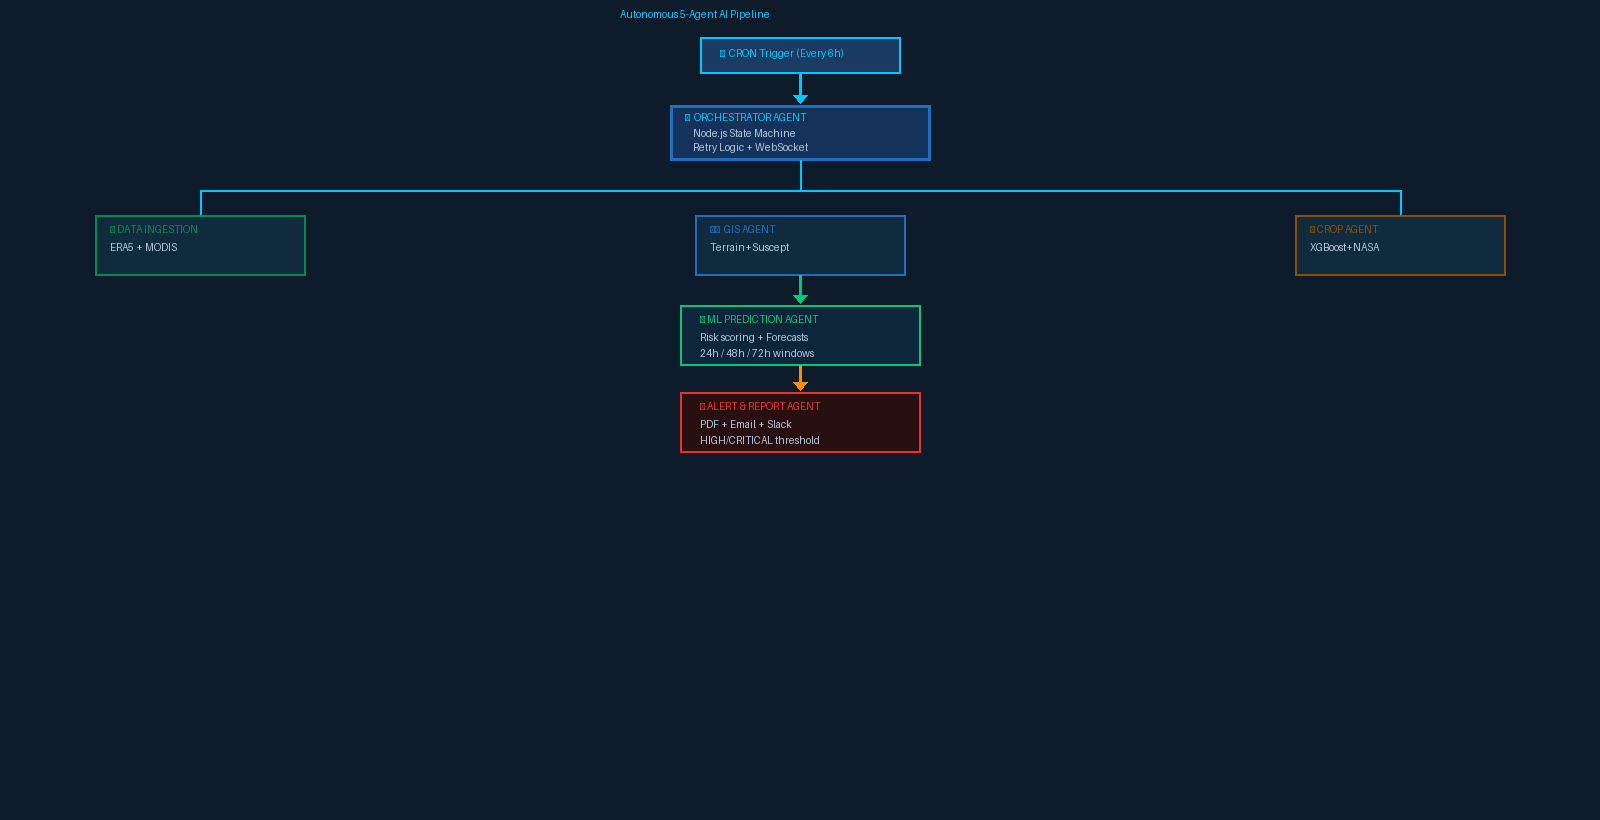 Autonomous 5-Agent AI Pipeline
CRON Trigger (Every 6h)
ORCHESTRATOR AGENT
Node.js State Machine
Retry Logic + WebSocket
DATA INGESTION
ERA5 + MODIS
GIS AGENT
Terrain+Suscept
CROP AGENT
XGBoost+NASA
ML PREDICTION AGENT
Risk scoring + Forecasts
24h / 48h / 72h windows
ALERT & REPORT AGENT
PDF + Email + Slack
HIGH/CRITICAL threshold